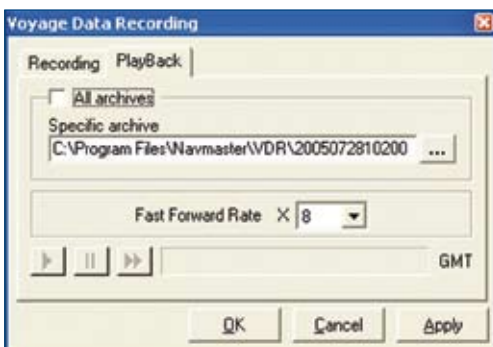 Voyage Data Recording
Recording PlayBack
All archives
Specific archive
C:\Program Files\Navmaster\VDR\2005072810200 ...
Fast Forward Rate X 8
GMT
OK Cancel Apply